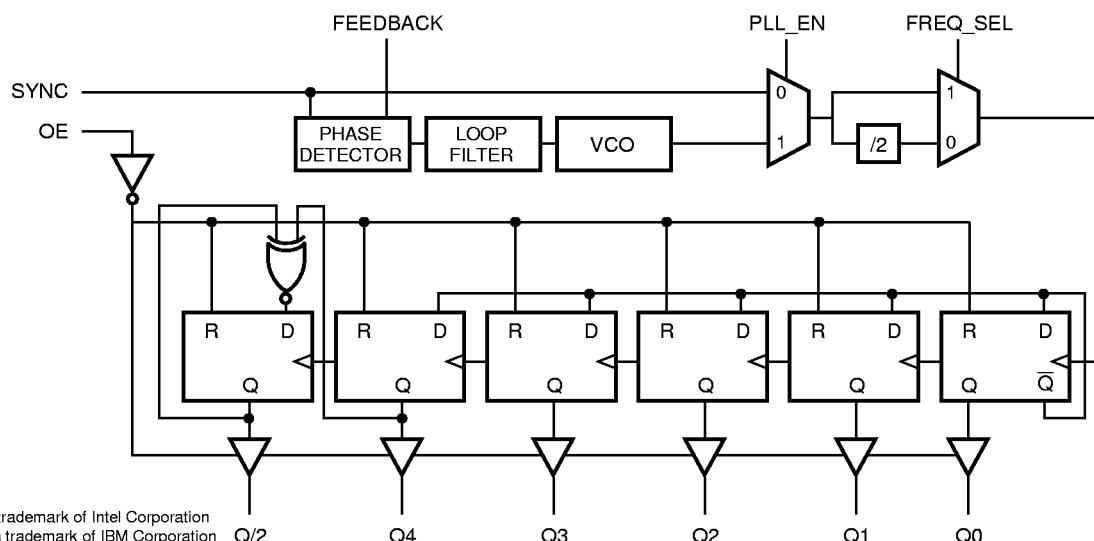 FEEDBACK
PLL_EN
FREQ_SEL
SYNC
0
1
OE
PHASE
DETECTOR
LOOP
FILTER
VCO
1
/2
0
R
D
R
D
R
D
R
D
R
D
R
D
Q
Q
Q
Q
Q
Q
Q̅
trademark of Intel Corporation
a trademark of IBM Corporation
Q/2
Q4
Q3
Q2
Q1
Q0